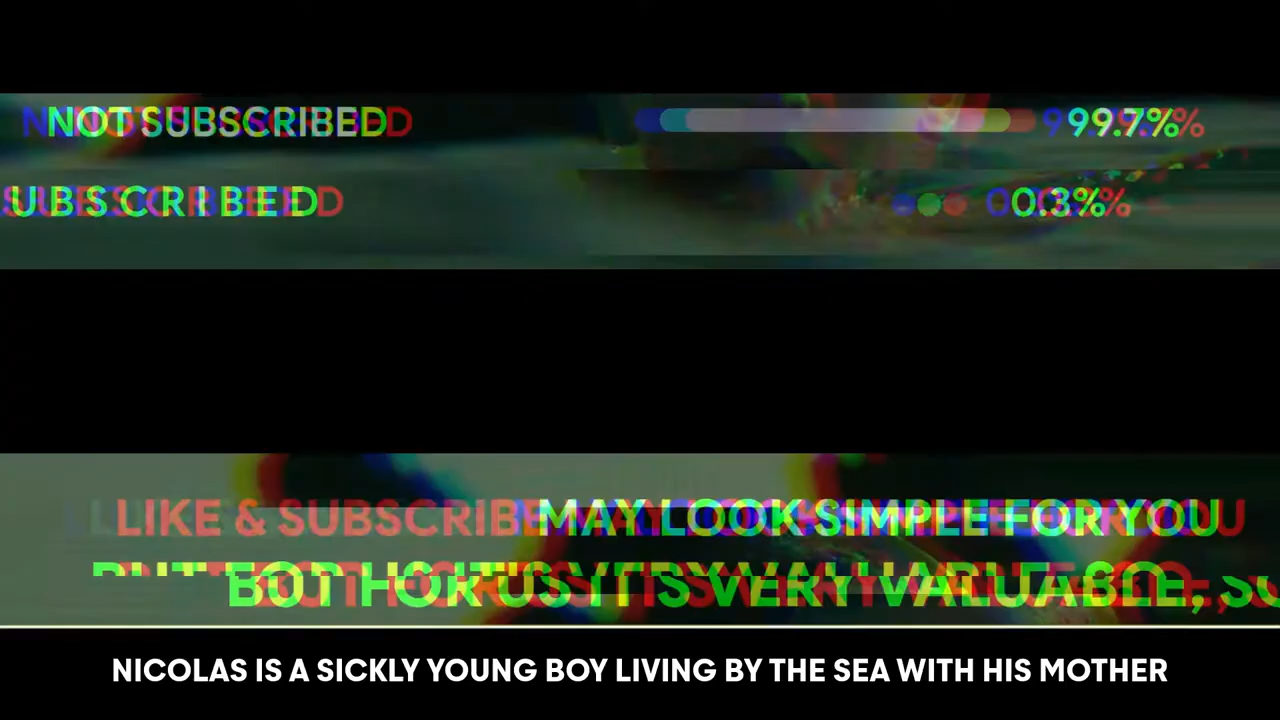 NOT SUBSCRIBED 99.7%
SUBSCRIBED 0.3%
LIKE & SUBSCRIBE MAY LOOK SIMPLE FOR YOU
BUT FOR US IT IS VERY VALUABLE,
NICOLAS IS A SICKLY YOUNG BOY LIVING BY THE SEA WITH HIS MOTHER